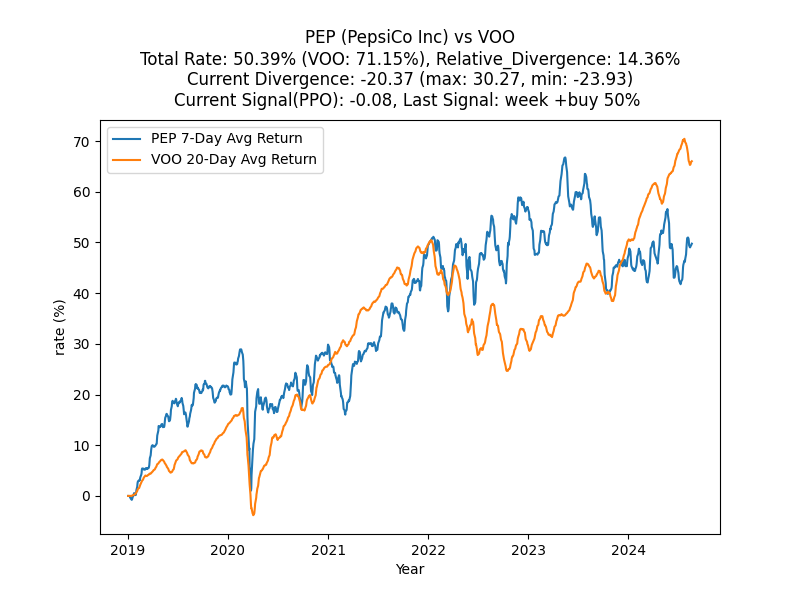 PEP (PepsiCo Inc) vs VOO
Total Rate: 50.39% (VOO: 71.15%), Relative_Divergence: 14.36%
Current Divergence: -20.37 (max: 30.27, min: -23.93)
Current Signal(PPO): -0.08, Last Signal: week +buy 50%
PEP 7-Day Avg Return
VOO 20-Day Avg Return
70
60
50
40
30
20
10
0
rate (%)
2019 2020 2021 2022 2023 2024
Year